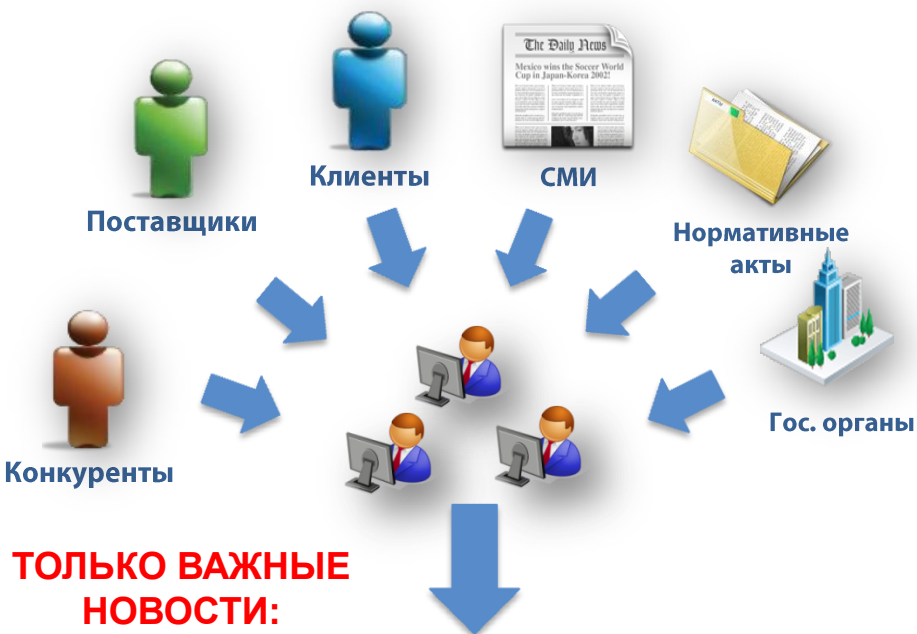 The Daily News
Mexico wins the Soccer World
Cup in Japan-Korea 2002!
Клиенты
СМИ
Поставщики
Нормативные
акты
Гос. органы
Конкуренты
ТОЛЬКО ВАЖНЫЕ
НОВОСТИ: